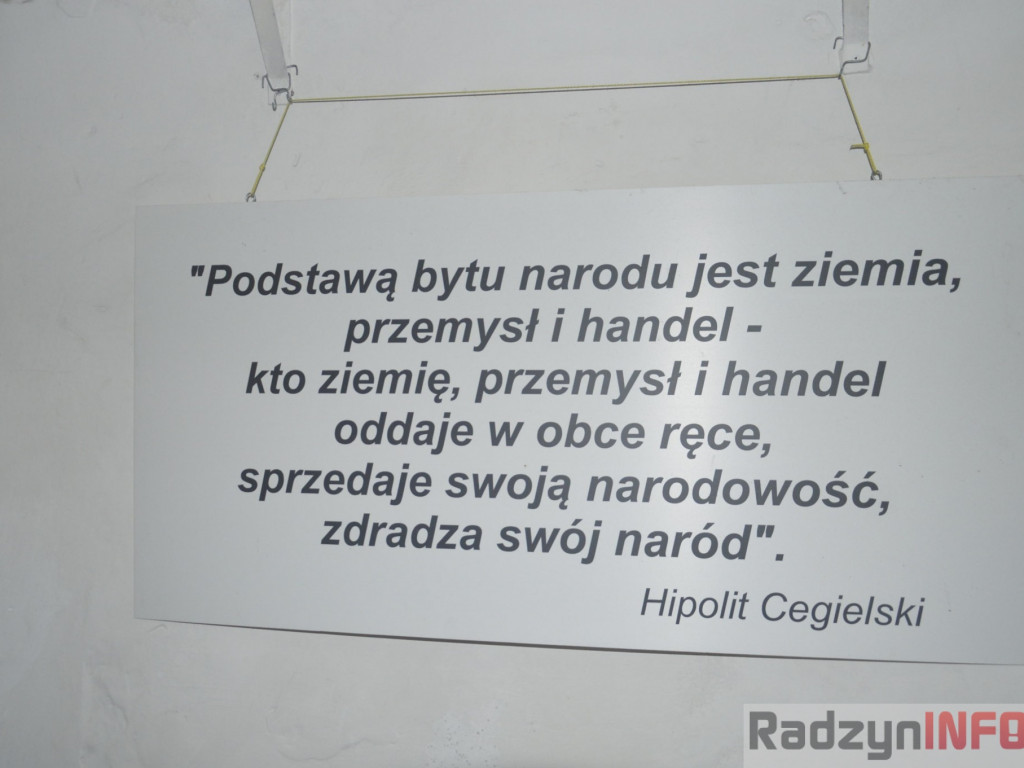 "Podstawą bytu narodu jest ziemia,
przemysł i handel -
kto ziemię, przemysł i handel
oddaje w obce ręce,
sprzedaje swoją narodowość,
zdradza swój naród".
Hipolit Cegielski
RadzynINFO